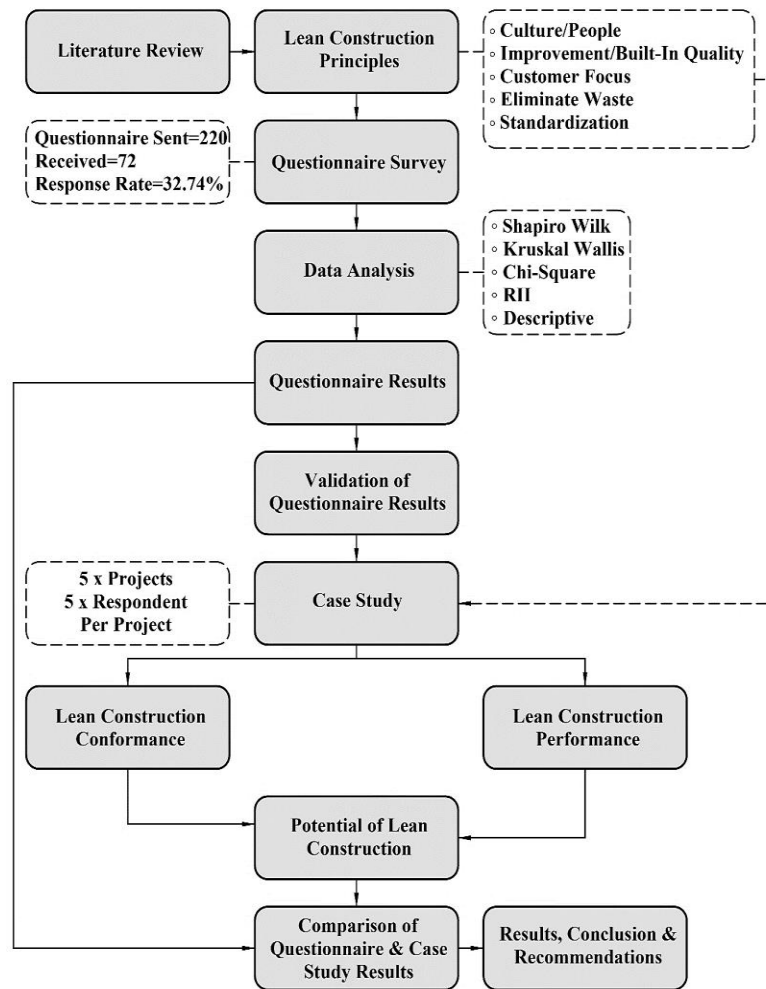 Literature Review
Lean Construction
Principles
◦ Culture/People
◦ Improvement/Built-In Quality
◦ Customer Focus
◦ Eliminate Waste
◦ Standardization
Questionnaire Sent=220
Received=72
Response Rate=32.74%
Questionnaire Survey
Data Analysis
◦ Shapiro Wilk
◦ Kruskal Wallis
◦ Chi-Square
◦ RII
◦ Descriptive
Questionnaire Results
Validation of
Questionnaire Results
5 x Projects
5 x Respondent
Per Project
Case Study
Lean Construction
Conformance
Lean Construction
Performance
Potential of Lean
Construction
Comparison of
Questionnaire & Case
Study Results
Results, Conclusion &
Recommendations